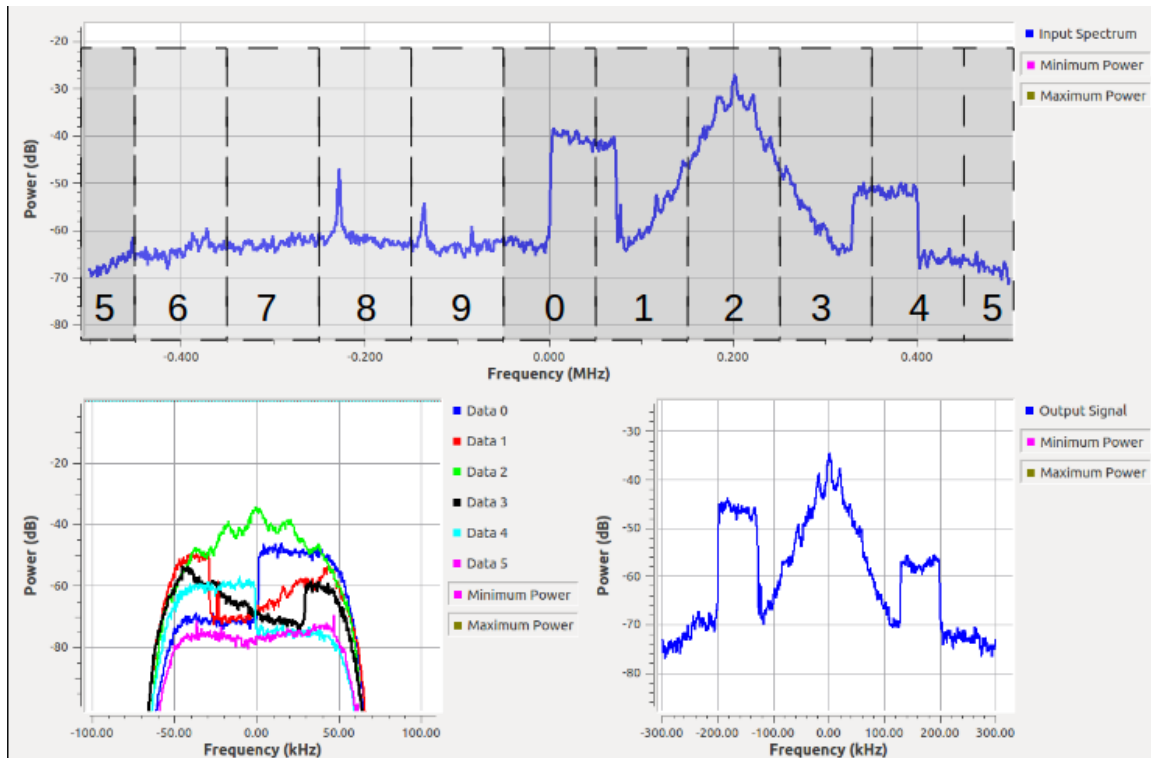 -20
-30
-40
-50
-60
-70
-80
Power (dB)
5 6 7 8 9 0 1 2 3 4 5
-0.400 -0.200 0.000 0.200 0.400
Frequency (MHz)
Input Spectrum
Minimum Power
Maximum Power
-20
-40
-60
-80
Power (dB)
-100.00 -50.00 0.00 50.00 100.00
Frequency (kHz)
Data 0
Data 1
Data 2
Data 3
Data 4
Data 5
Minimum Power
Maximum Power
-30
-40
-50
-60
-70
-80
Power (dB)
-300.00 -200.00 -100.00 0.00 100.00 200.00 300.00
Frequency (kHz)
Output Signal
Minimum Power
Maximum Power